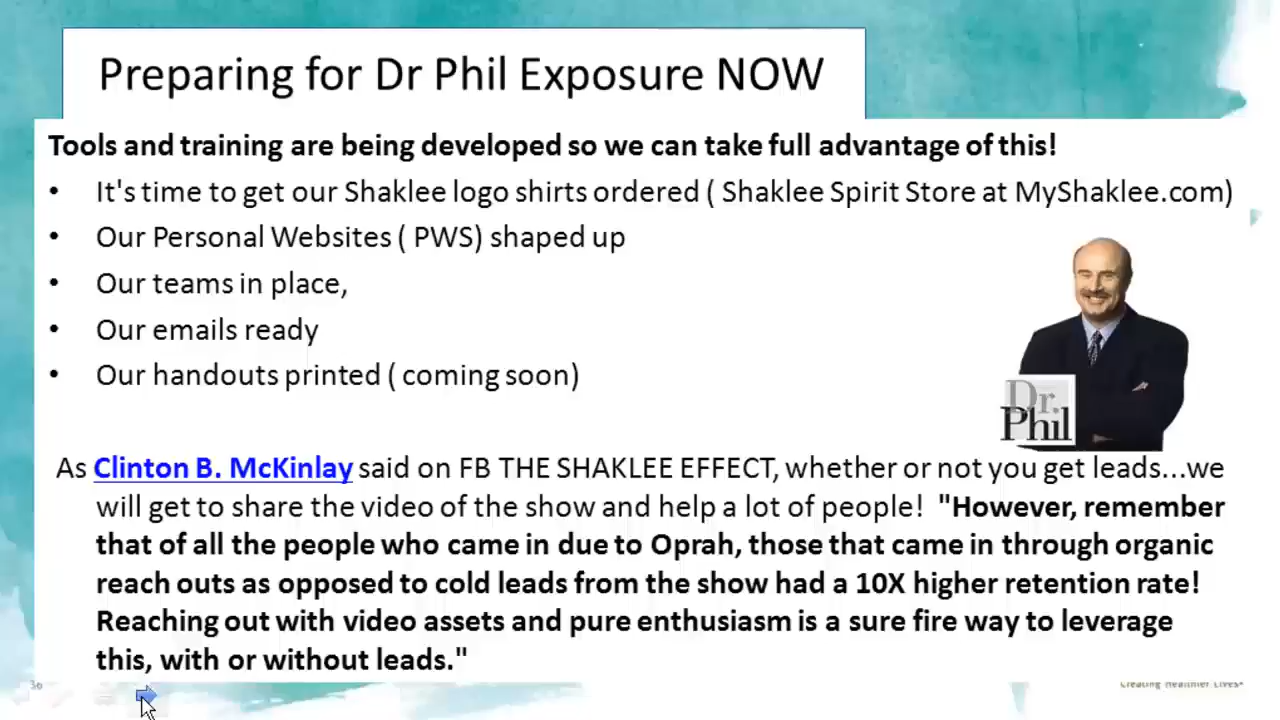 Preparing for Dr Phil Exposure NOW
Tools and training are being developed so we can take full advantage of this!
• It's time to get our Shaklee logo shirts ordered ( Shaklee Spirit Store at MyShaklee.com)
• Our Personal Websites ( PWS) shaped up
• Our teams in place,
• Our emails ready
• Our handouts printed ( coming soon)
Dr.
Phil
As Clinton B. McKinlay said on FB THE SHAKLEE EFFECT, whether or not you get leads...we
will get to share the video of the show and help a lot of people! "However, remember
that of all the people who came in due to Oprah, those that came in through organic
reach outs as opposed to cold leads from the show had a 10X higher retention rate!
Reaching out with video assets and pure enthusiasm is a sure fire way to leverage
this, with or without leads."
36
Creating Healthier Lives®